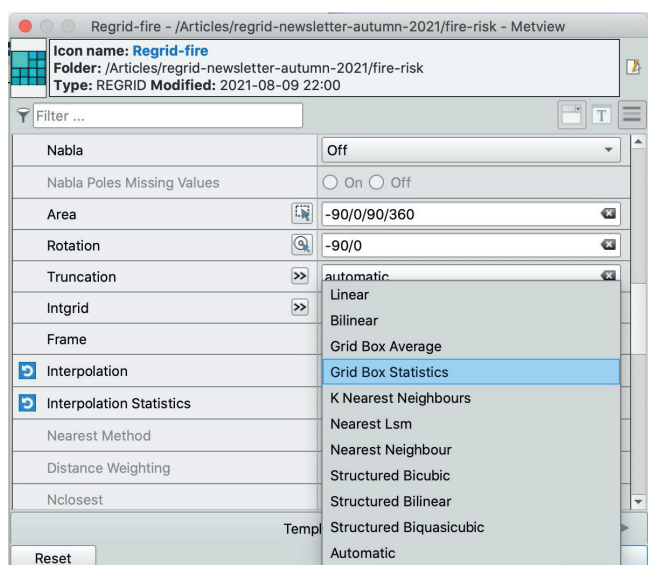 Regrid-fire - /Articles/regrid-newsletter-autumn-2021/fire-risk - Metview
Icon name: Regrid-fire
Folder: /Articles/regrid-newsletter-autumn-2021/fire-risk
Type: REGRID Modified: 2021-08-09 22:00
Filter ...
T
Nabla Off
Nabla Poles Missing Values On Off
Area -90/0/90/360
Rotation -90/0
Truncation >> automatic
Linear
Intgrid >>
Bilinear
Frame
Grid Box Average
Interpolation
Grid Box Statistics
Interpolation Statistics
K Nearest Neighbours
Nearest Lsm
Nearest Method
Nearest Neighbour
Distance Weighting
Structured Bicubic
Nclosest
Structured Bilinear
Templ
Structured Biquasicubic
Reset
Automatic